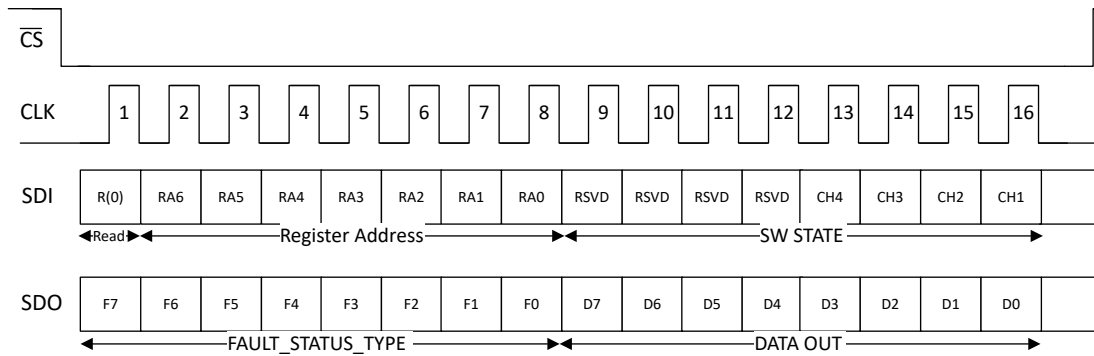 CS
CLK 1 2 3 4 5 6 7 8 9 10 11 12 13 14 15 16
SDI R(0) RA6 RA5 RA4 RA3 RA2 RA1 RA0 RSVD RSVD RSVD RSVD CH4 CH3 CH2 CH1
Read Register Address SW STATE
SDO F7 F6 F5 F4 F3 F2 F1 F0 D7 D6 D5 D4 D3 D2 D1 D0
FAULT_STATUS_TYPE DATA OUT